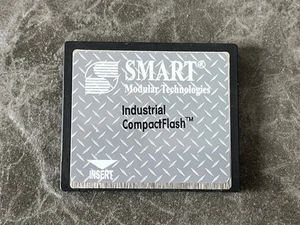 SMART®
Modular Technologies
Industrial
CompactFlash™
INSERT